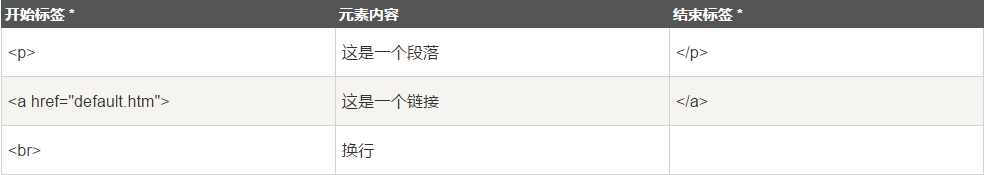 开始标签 * 元素内容 结束标签 *
<p> 这是一个段落 </p>
<a href="default.htm"> 这是一个链接 </a>
<br> 换行